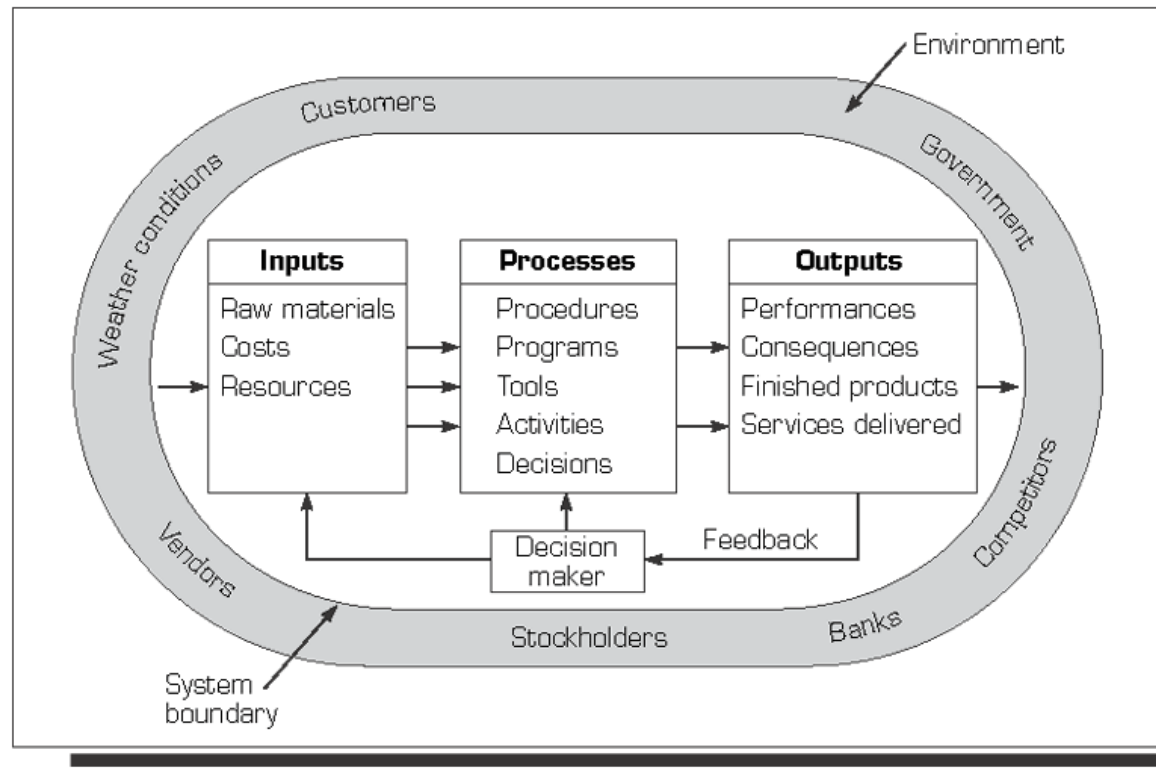 Environment
Customers
Government
Weather conditions
Inputs
Raw materials
Costs
Resources
Processes
Procedures
Programs
Tools
Activities
Decisions
Outputs
Performances
Consequences
Finished products
Services delivered
Competitors
Vendors
Decision
maker
Feedback
Stockholders
Banks
System
boundary